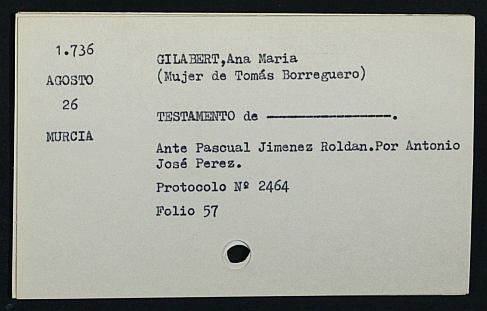 1.736
AGOSTO
26
MURCIA
GILABERT,Ana Maria
(Mujer de Tomás Borreguero)
TESTAMENTO de -----------------.
Ante Pascual Jimenez Roldan.Por Antonio
José Perez.
Protocolo Nº 2464
Folio 57